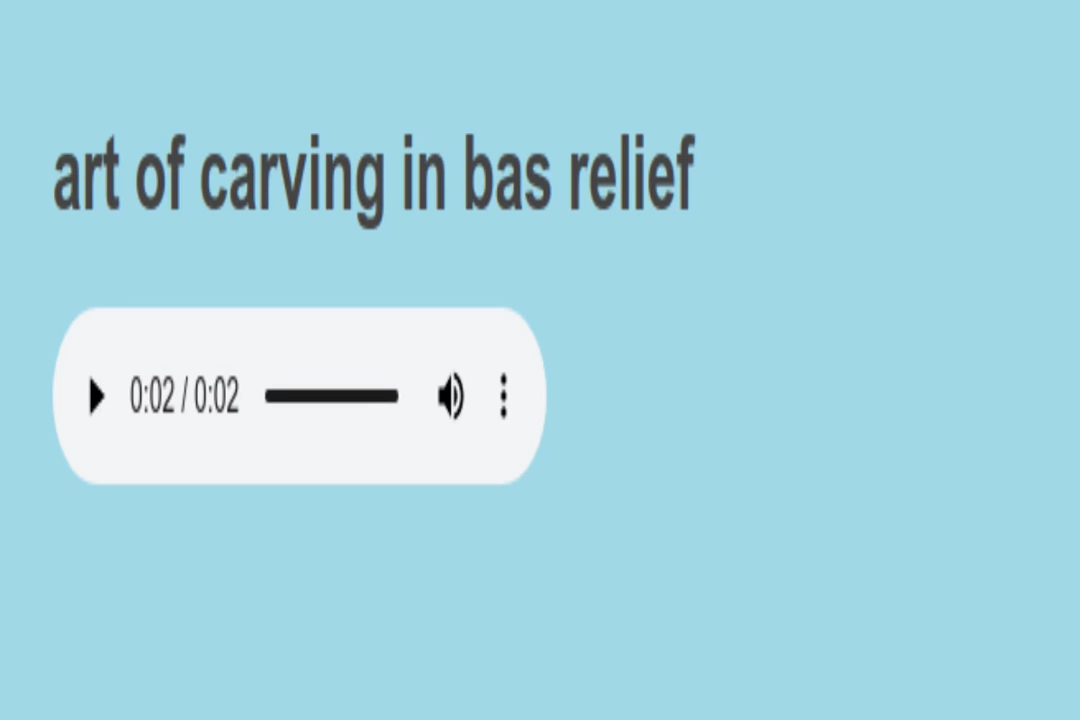 art of carving in bas relief
0:02 / 0:02